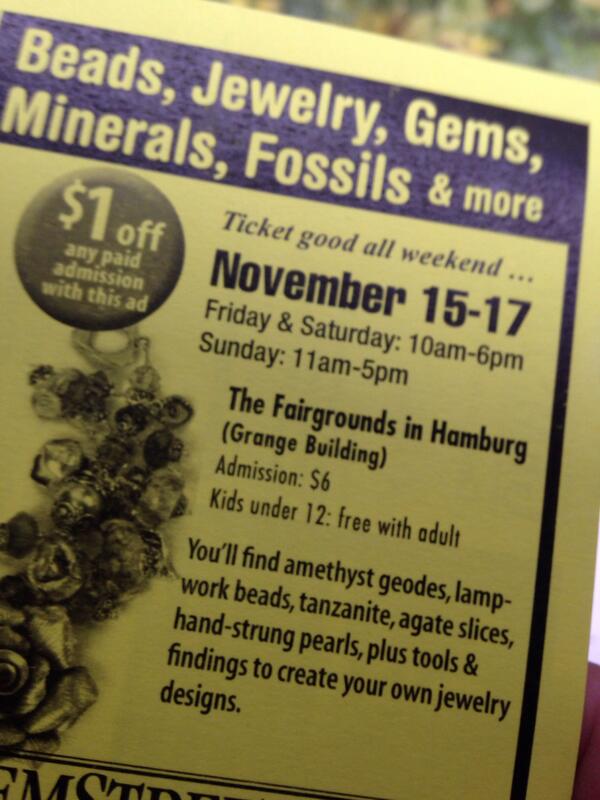 Beads, Jewelry, Gems,
Minerals, Fossils & more
$1 off
any paid
admission
with this ad
Ticket good all weekend ...
November 15-17
Friday & Saturday: 10am-6pm
Sunday: 11am-5pm
The Fairgrounds in Hamburg
(Grange Building)
Admission: $6
Kids under 12: free with adult
You'll find amethyst geodes, lamp-
work beads, tanzanite, agate slices,
hand-strung pearls, plus tools &
findings to create your own jewelry
designs.